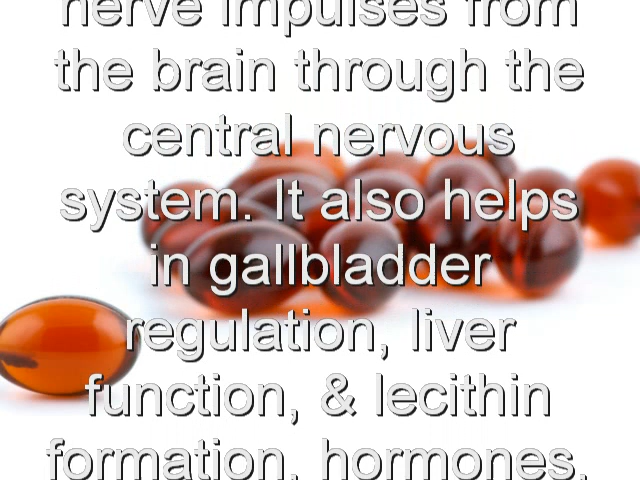 nerve impulses from
the brain through the
central nervous
system. It also helps
in gallbladder
regulation, liver
function, & lecithin
formation, hormones,